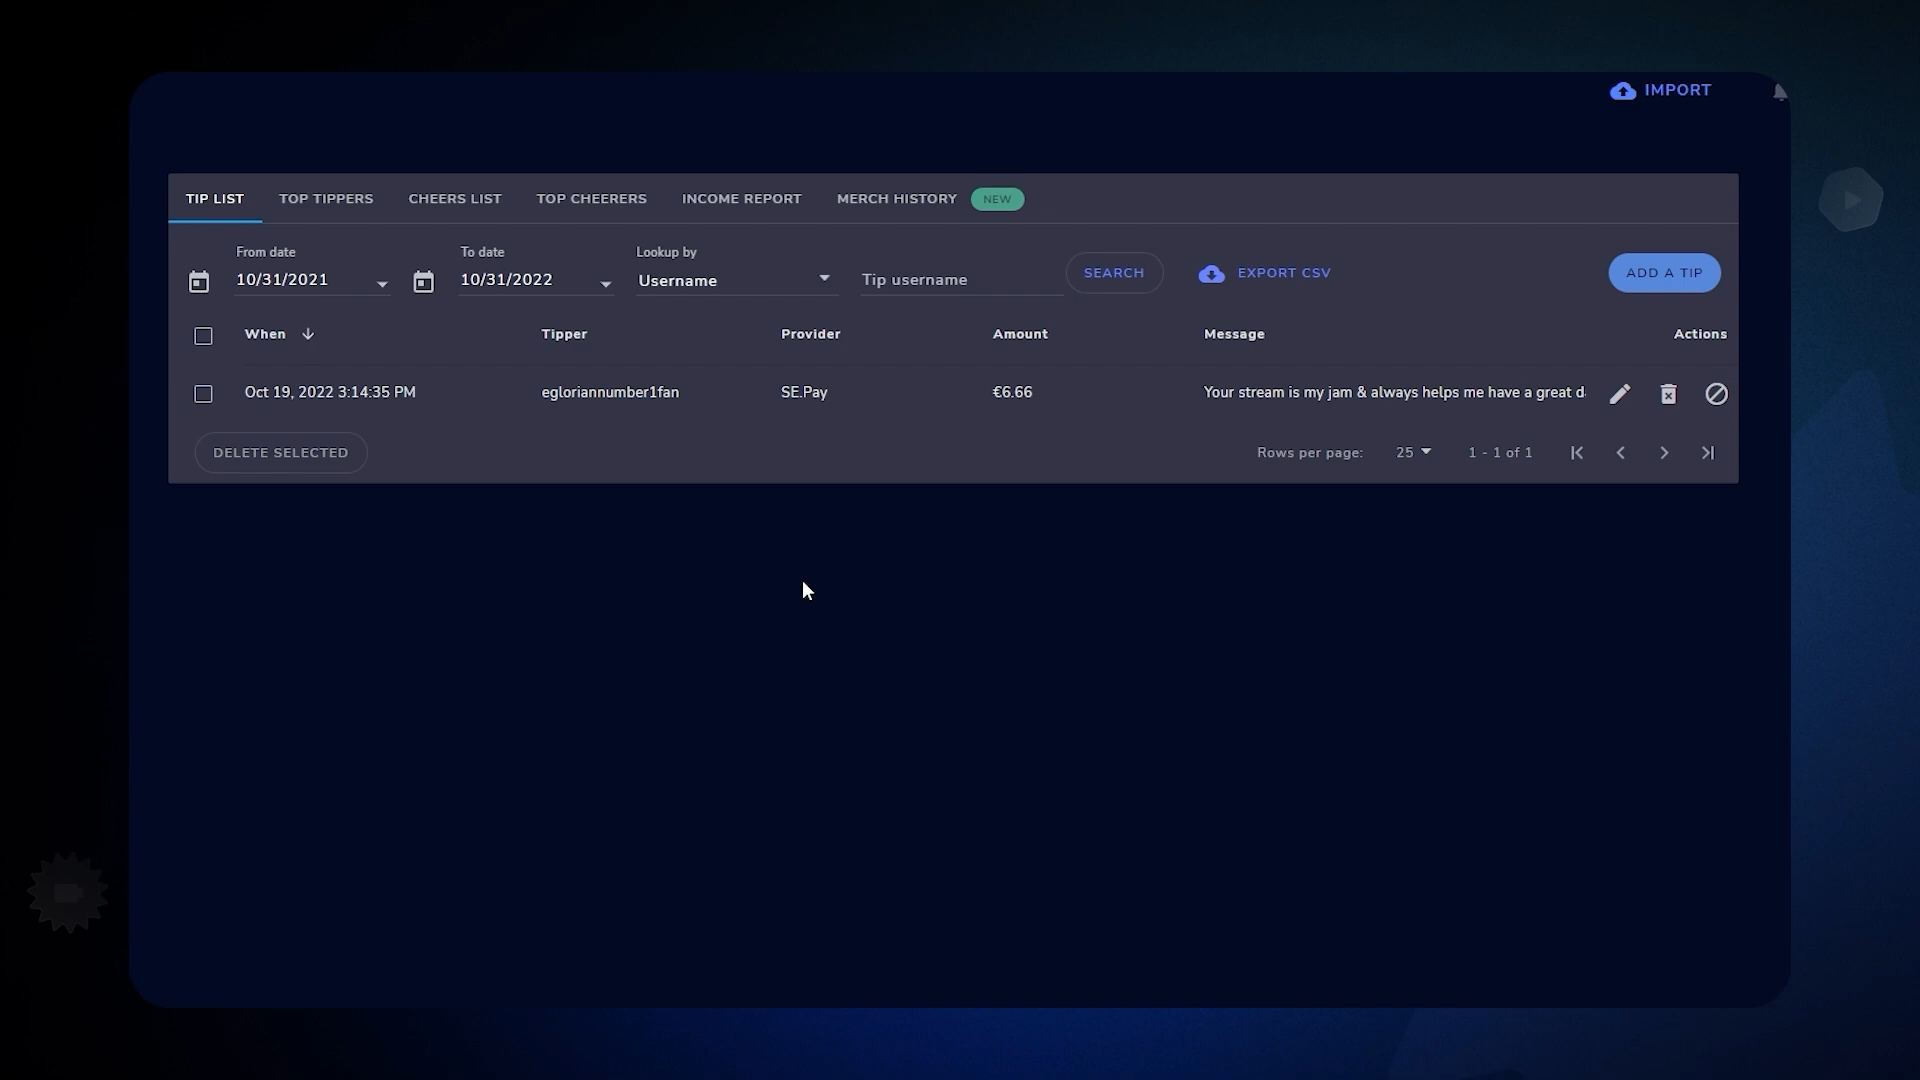 IMPORT
TIP LIST TOP TIPPERS CHEERS LIST TOP CHEERERS INCOME REPORT MERCH HISTORY NEW
From date To date Lookup by
10/31/2021 10/31/2022 Username Tip username SEARCH EXPORT CSV ADD A TIP
When Tipper Provider Amount Message Actions
Oct 19, 2022 3:14:35 PM egloriannumber1fan SE.Pay €6.66 Your stream is my jam & always helps me have a great d
DELETE SELECTED Rows per page: 25 1 - 1 of 1